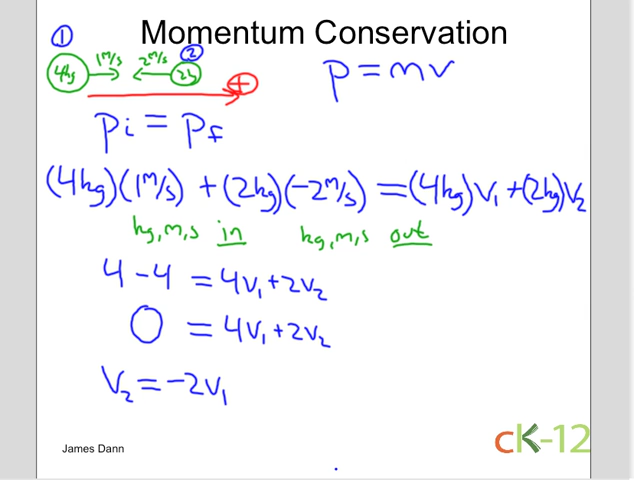 Momentum Conservation
① ②
4kg 1m/s 2m/s 2kg
+
p = mv
pi = pf
(4kg)(1m/s) + (2kg)(-2m/s) = (4kg)v₁ + (2kg)v₂
kg, m, s in kg, m, s out
4 - 4 = 4v₁ + 2v₂
0 = 4v₁ + 2v₂
v₂ = -2v₁
James Dann
cK-12